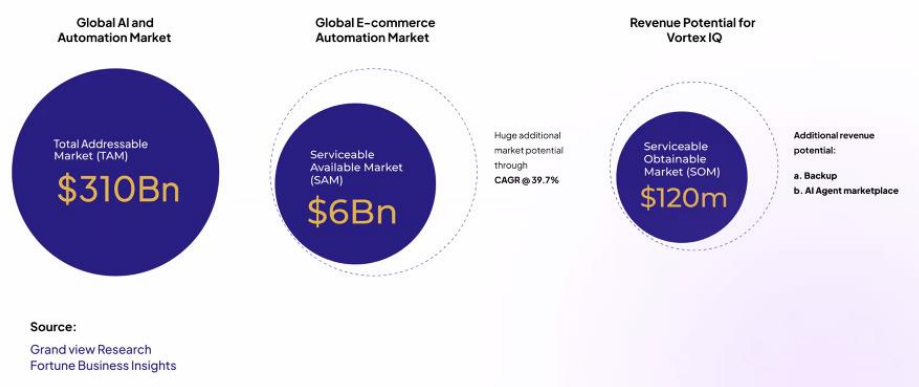 Global AI and
Automation Market
Total Addressable
Market (TAM)
$310Bn
Global E-commerce
Automation Market
Serviceable
Available Market
(SAM)
$6Bn
Huge additional
market potential
through
CAGR @ 39.7%
Revenue Potential for
Vortex IQ
Serviceable
Obtainable
Market (SOM)
$120m
Additional revenue
potential:
a. Backup
b. AI Agent marketplace
Source:
Grand view Research
Fortune Business Insights